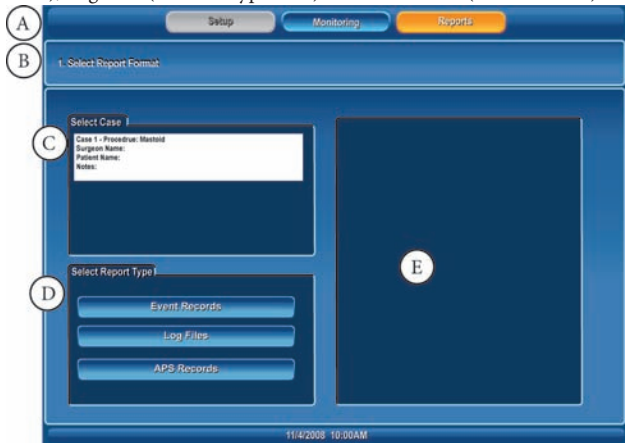 A
Setup
Monitoring
Reports
B
1. Select Report Format
Select Case
C
Case 1 - Procedrue: Mastoid
Surgeon Name:
Patient Name:
Notes:
E
Select Report Type
D
Event Records
Log Files
APS Records
11/4/2008 10:00AM